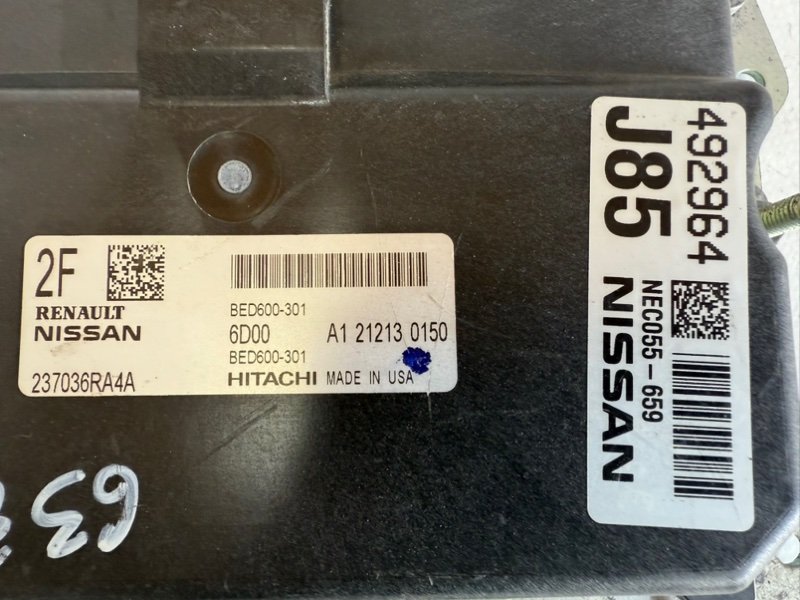 2F
RENAULT
NISSAN
237036RA4A
BED600-301
6D00 A1 21213 0150
BED600-301
HITACHI MADE IN USA
492964
J85
NEC055-659
NISSAN
63